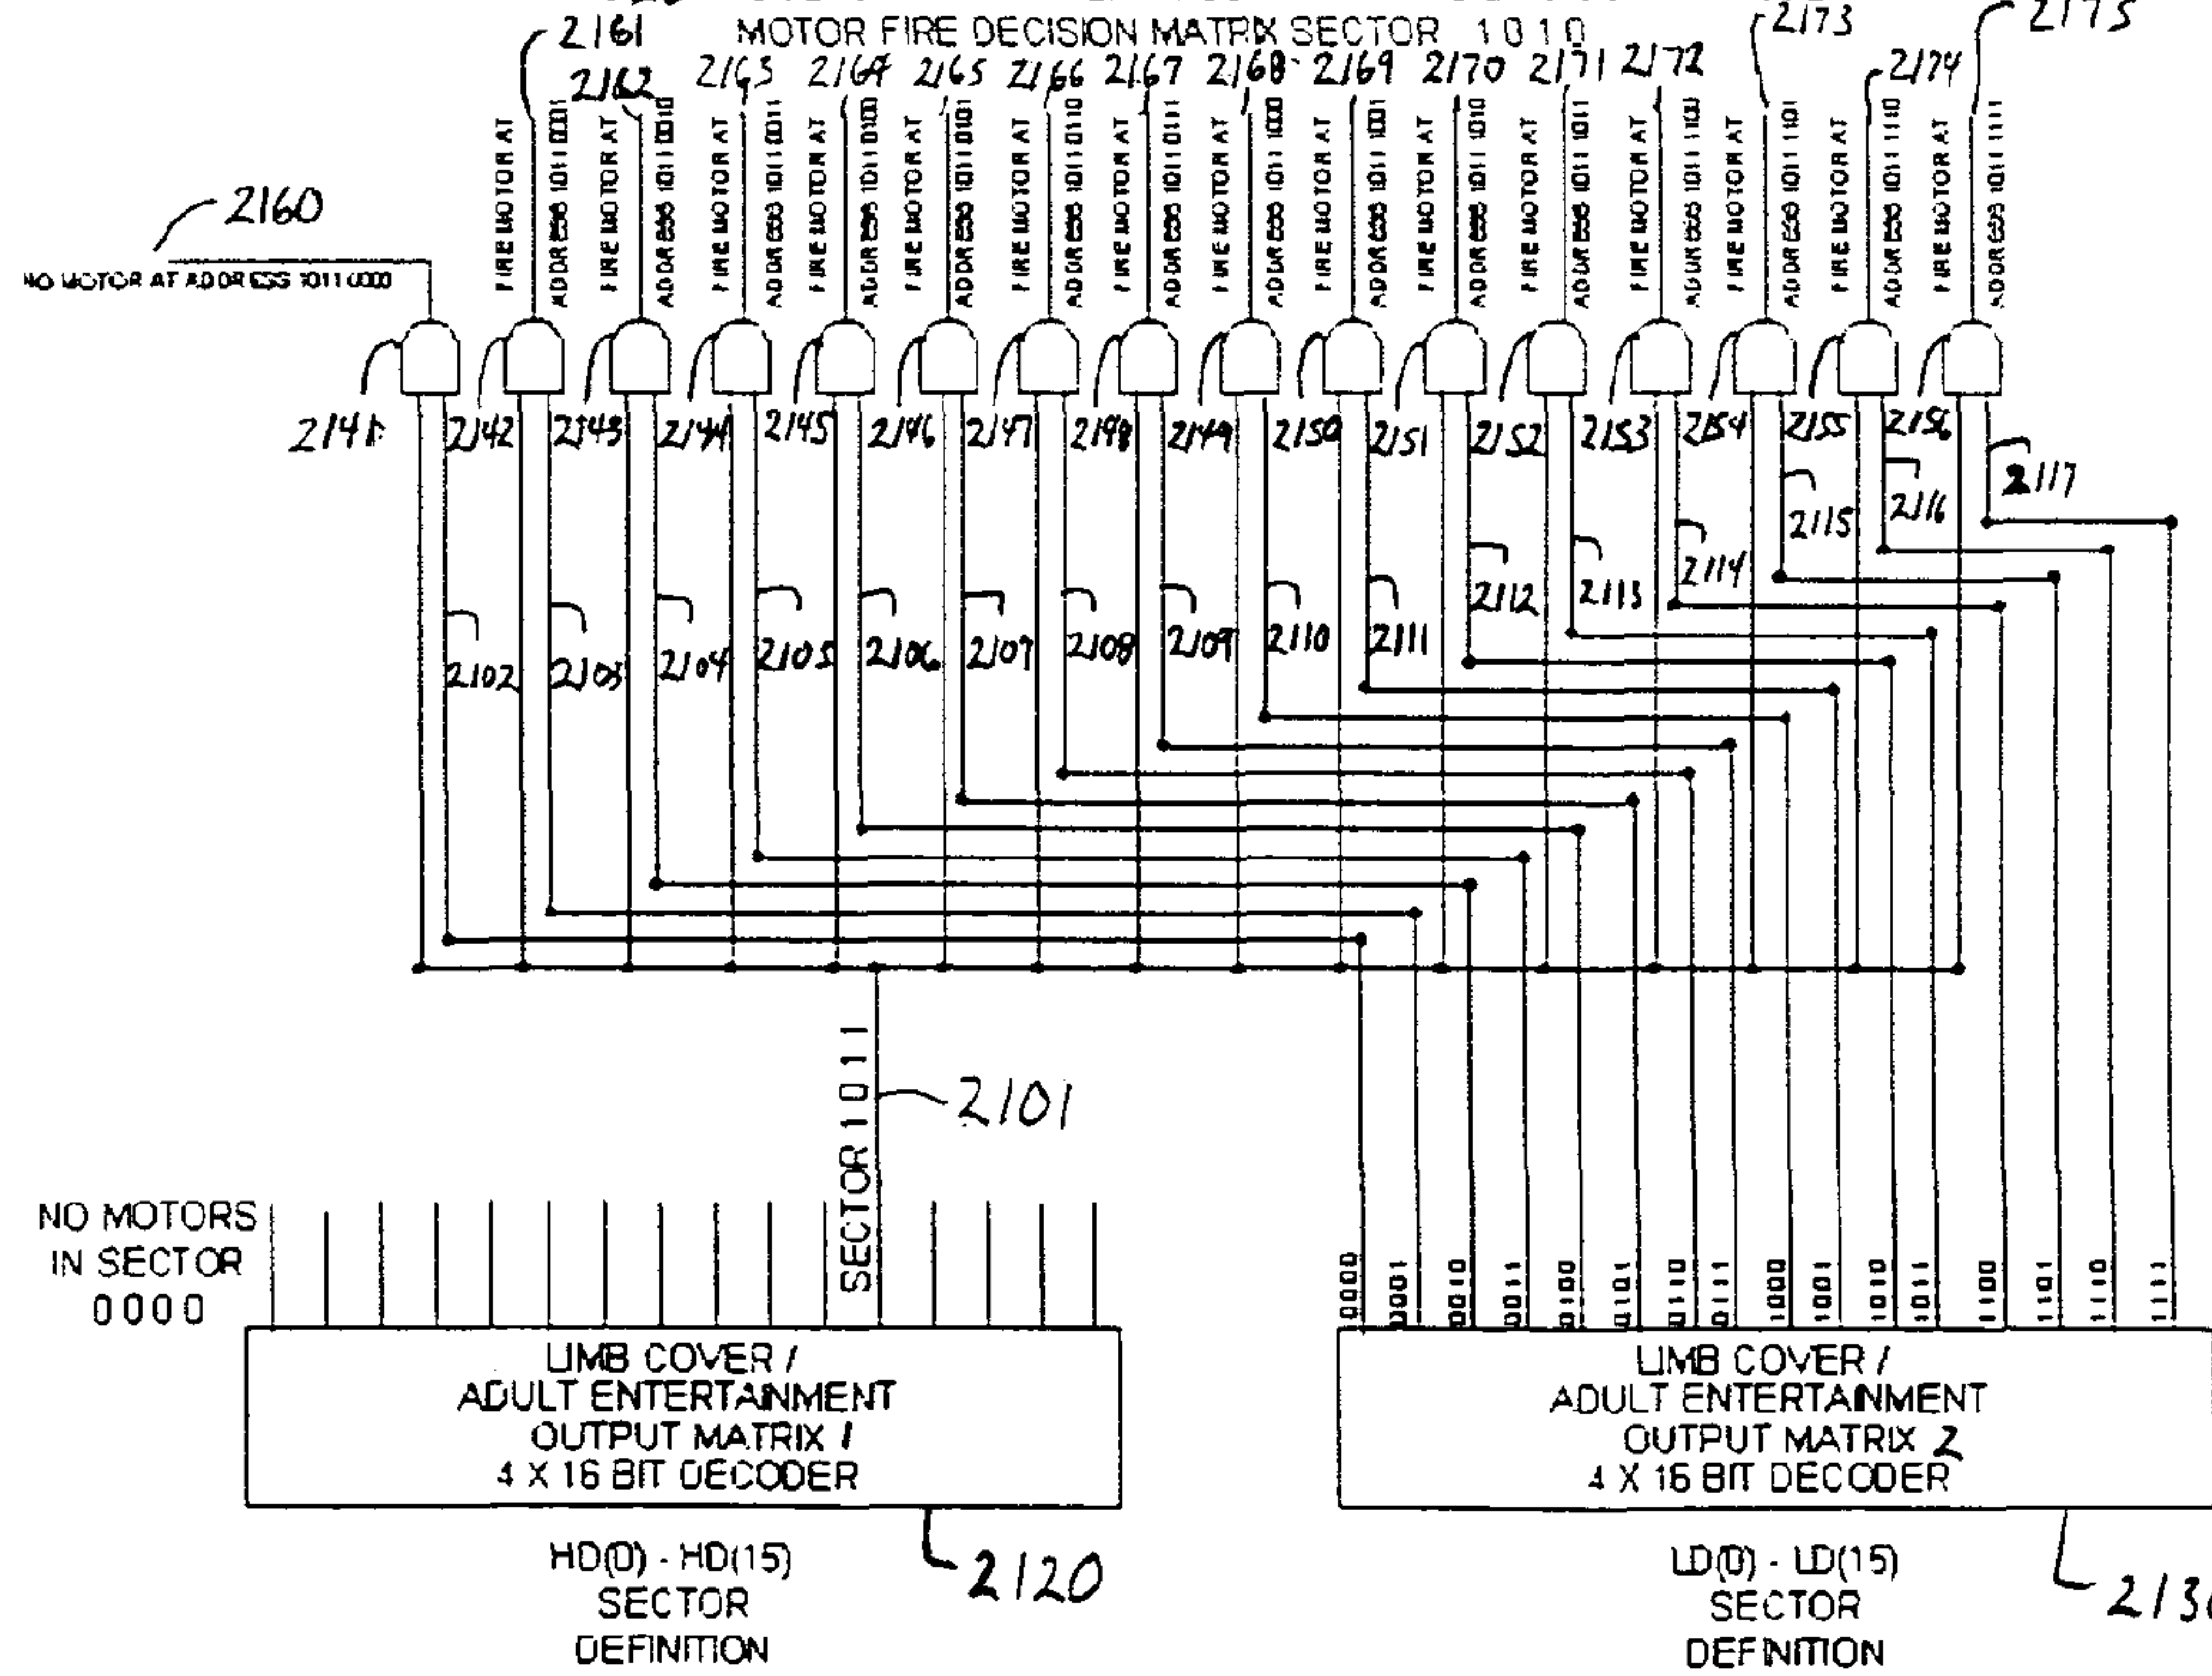 MOTOR FIRE DECISION MATRIX SECTOR 1010
2161
2162
2163
2164
2165
2166
2167
2168
2169
2170
2171
2172
2173
2174
2175
2160
NO MOTOR AT ADDRESS 1011 0000
FIRE MOTOR AT ADDRESS 1011 0001
FIRE MOTOR AT ADDRESS 1011 0010
FIRE MOTOR AT ADDRESS 1011 0011
FIRE MOTOR AT ADDRESS 1011 0100
FIRE MOTOR AT ADDRESS 1011 0101
FIRE MOTOR AT ADDRESS 1011 0110
FIRE MOTOR AT ADDRESS 1011 0111
FIRE MOTOR AT ADDRESS 1011 1000
FIRE MOTOR AT ADDRESS 1011 1001
FIRE MOTOR AT ADDRESS 1011 1010
FIRE MOTOR AT ADDRESS 1011 1011
FIRE MOTOR AT ADDRESS 1011 1100
FIRE MOTOR AT ADDRESS 1011 1101
FIRE MOTOR AT ADDRESS 1011 1110
FIRE MOTOR AT ADDRESS 1011 1111
2141
2142
2143
2144
2145
2146
2147
2148
2149
2150
2151
2152
2153
2154
2155
2156
2102
2103
2104
2105
2106
2107
2108
2109
2110
2111
2112
2113
2114
2115
2116
2117
SECTOR 1011
2101
NO MOTORS
IN SECTOR
0000
0000
0001
0010
0011
0100
0101
0110
0111
1000
1001
1010
1011
1100
1101
1110
1111
LIMB COVER /
ADULT ENTERTAINMENT
OUTPUT MATRIX 1
4 X 16 BIT DECODER
LIMB COVER /
ADULT ENTERTAINMENT
OUTPUT MATRIX 2
4 X 16 BIT DECODER
HD(0) - HD(15)
SECTOR
DEFINITION
2120
LD(0) - LD(15)
SECTOR
DEFINITION